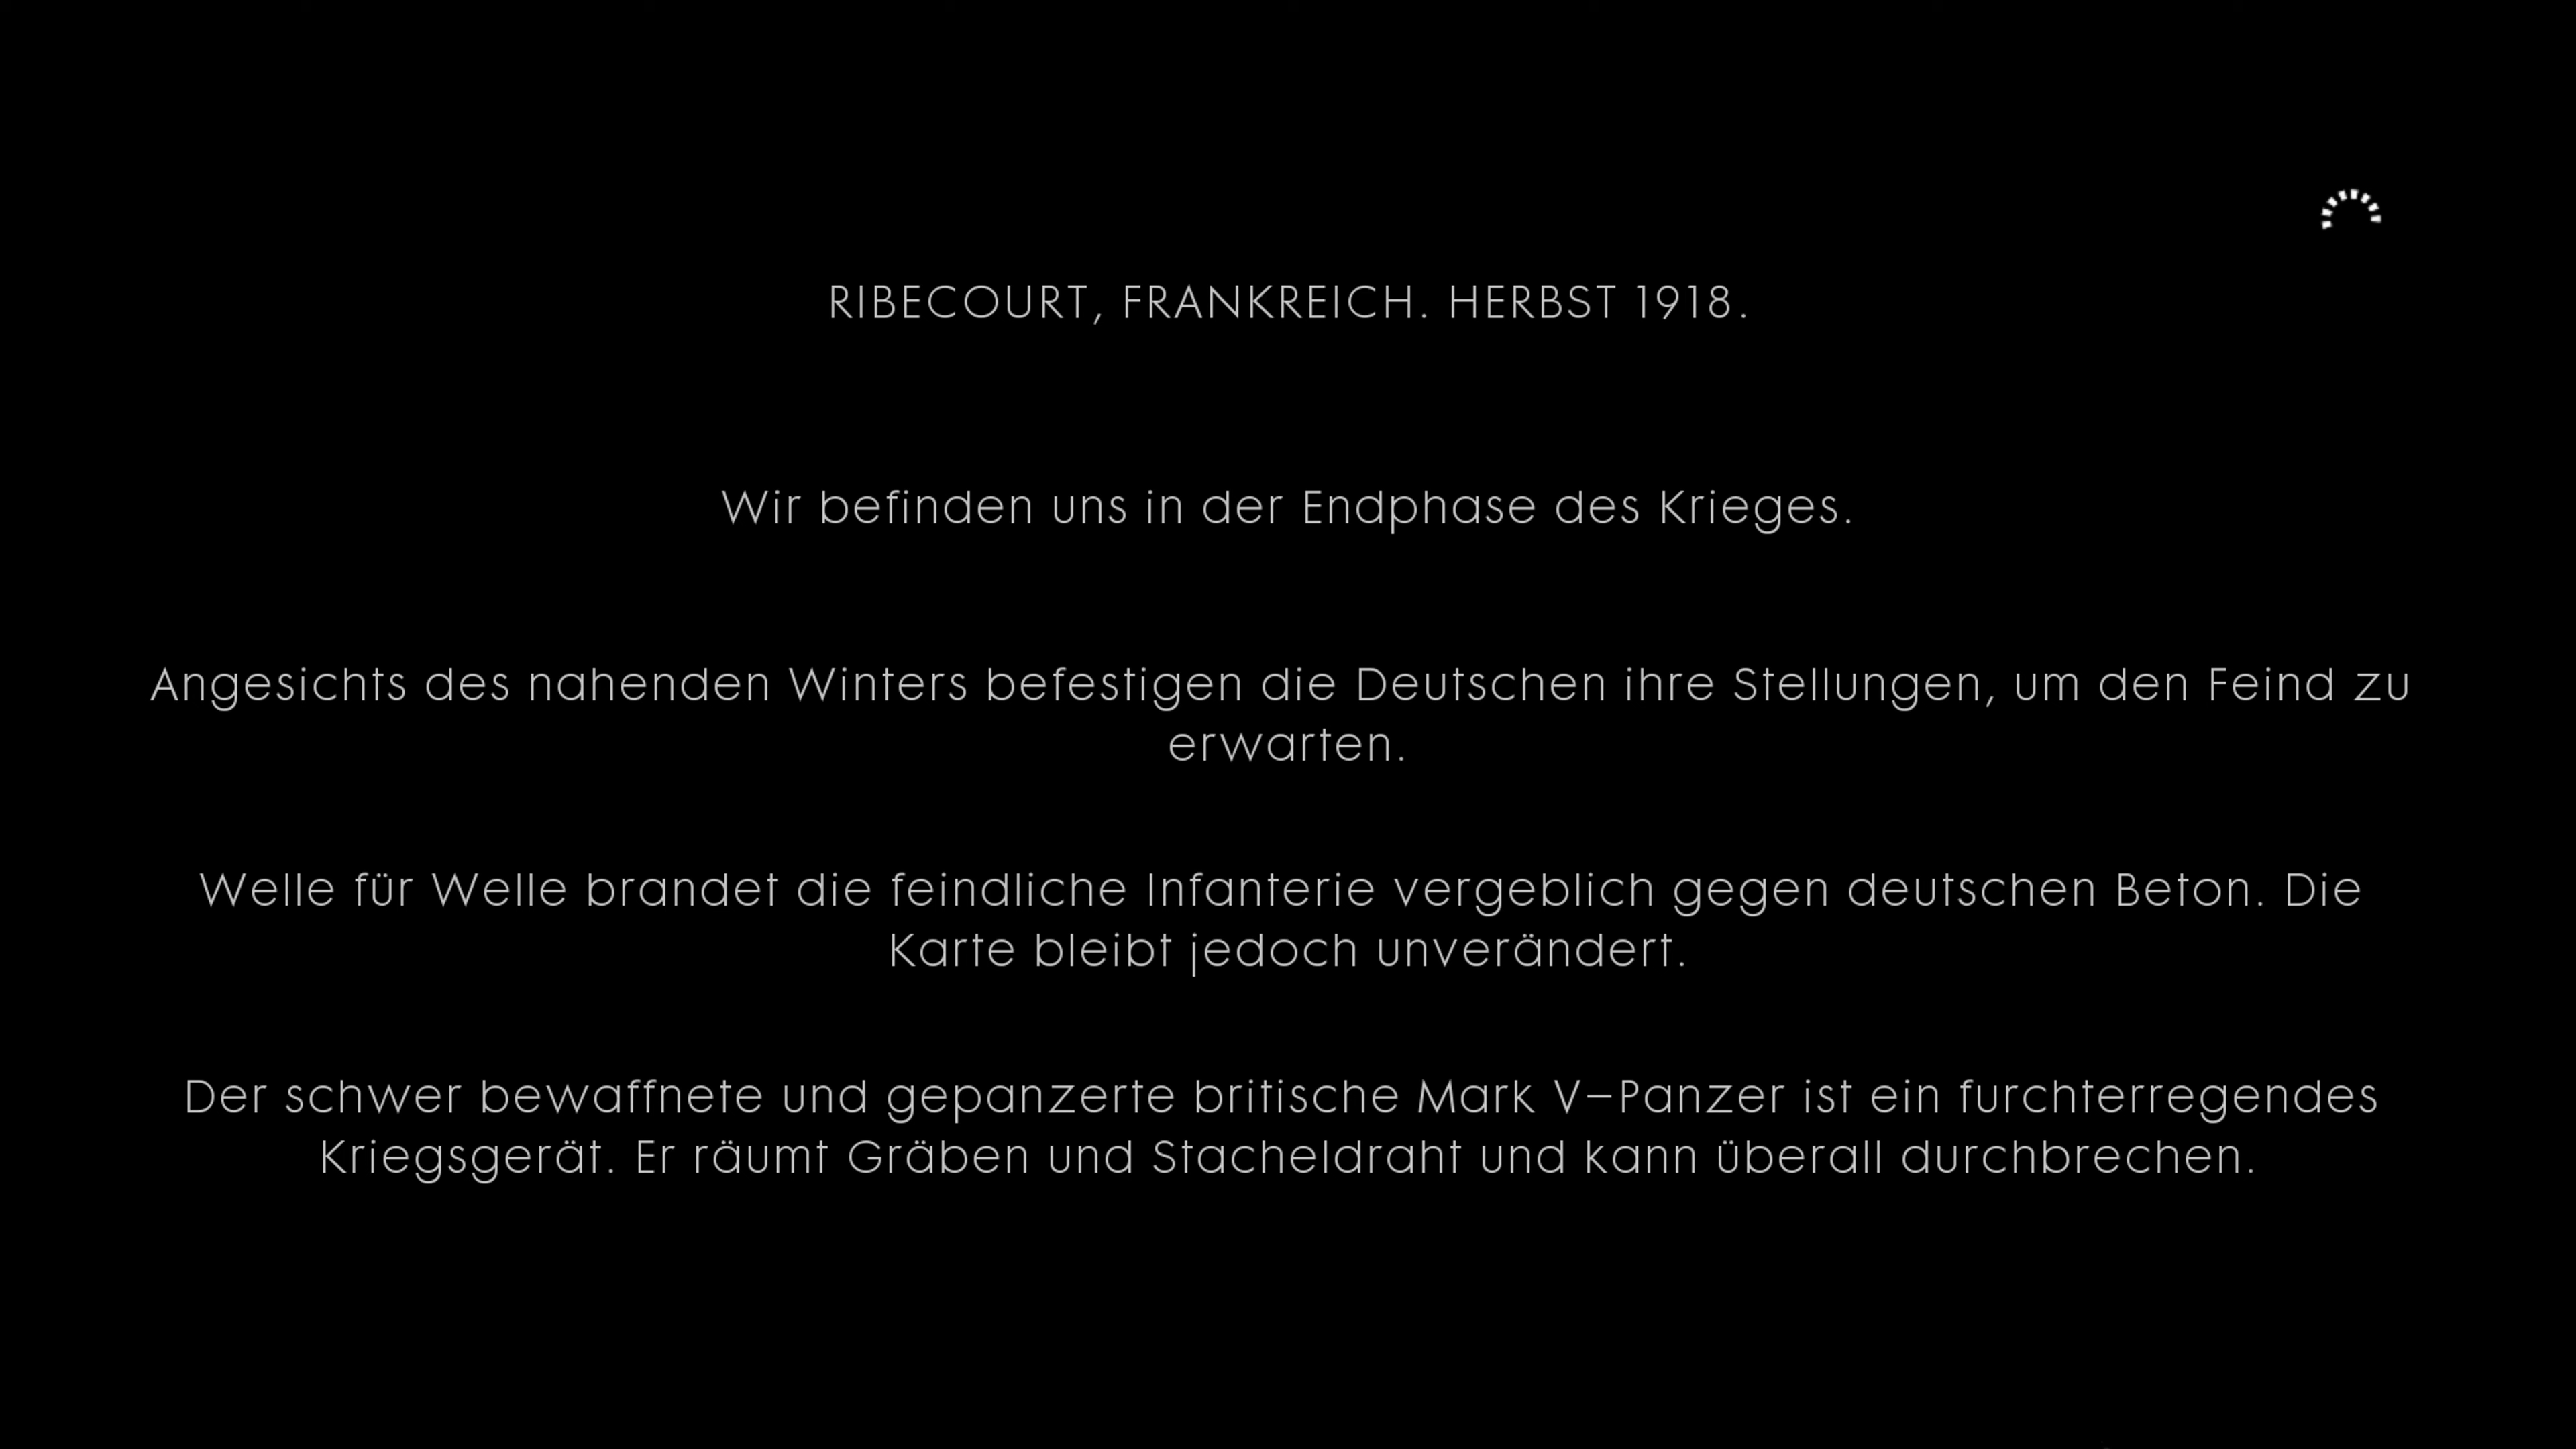 RIBECOURT, FRANKREICH. HERBST 1918.
Wir befinden uns in der Endphase des Krieges.
Angesichts des nahenden Winters befestigen die Deutschen ihre Stellungen, um den Feind zu
erwarten.
Welle für Welle brandet die feindliche Infanterie vergeblich gegen deutschen Beton. Die
Karte bleibt jedoch unverändert.
Der schwer bewaffnete und gepanzerte britische Mark V–Panzer ist ein furchterregendes
Kriegsgerät. Er räumt Gräben und Stacheldraht und kann überall durchbrechen.